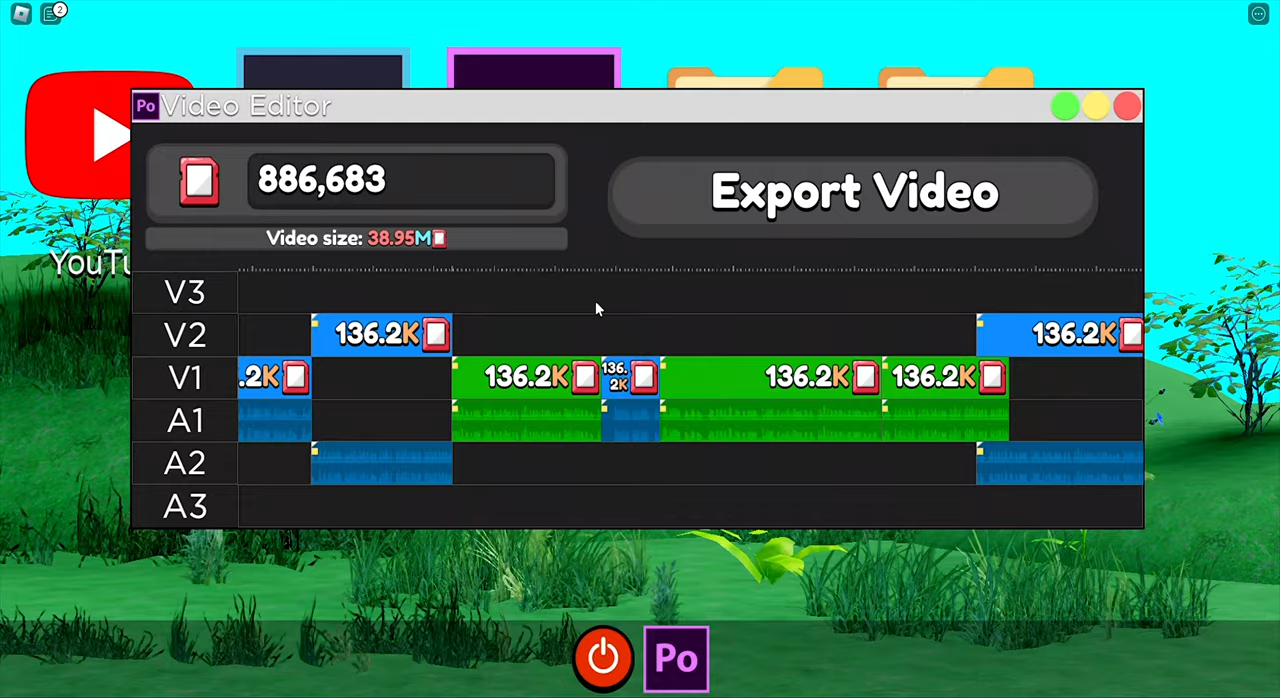 2
Po Video Editor
886,683
Export Video
Video size: 38.95M
YouTu
V3
V2 136.2K 136.2K
V1 .2K 136.2K 136.2K 136.2K 136.2K
A1
A2
A3
Po